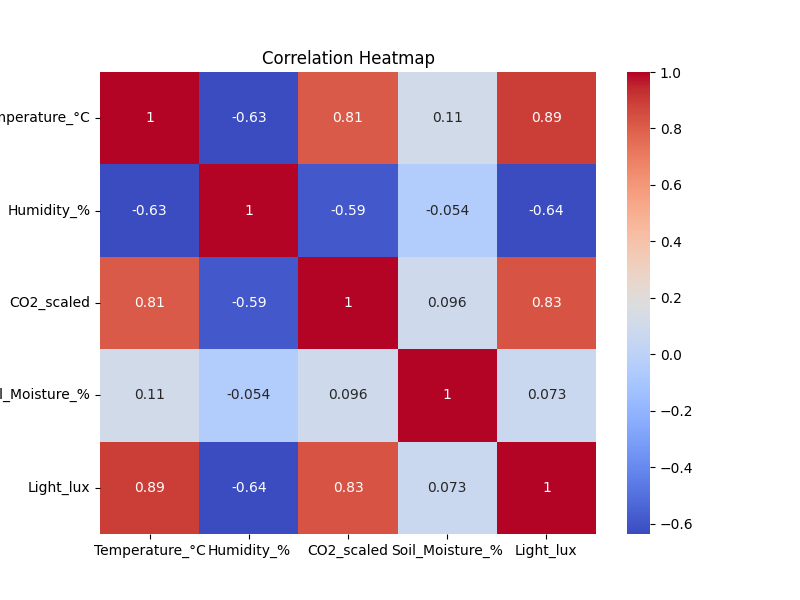 Correlation Heatmap
mperature_°C 1 -0.63 0.81 0.11 0.89
Humidity_% -0.63 1 -0.59 -0.054 -0.64
CO2_scaled 0.81 -0.59 1 0.096 0.83
l_Moisture_% 0.11 -0.054 0.096 1 0.073
Light_lux 0.89 -0.64 0.83 0.073 1
Temperature_°C Humidity_% CO2_scaled Soil_Moisture_% Light_lux
1.0
0.8
0.6
0.4
0.2
0.0
−0.2
−0.4
−0.6